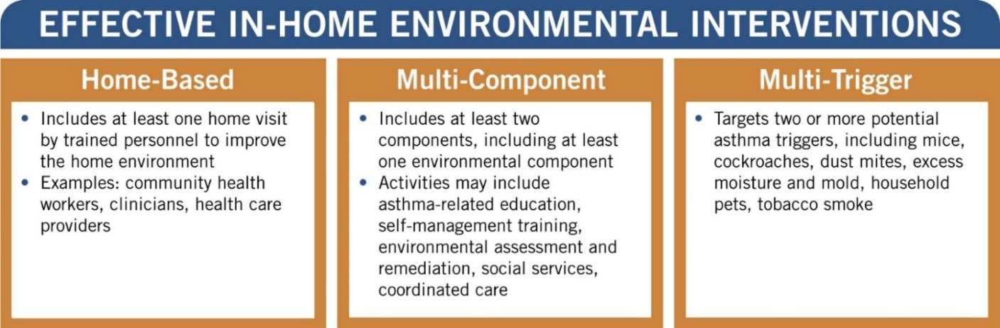 EFFECTIVE IN-HOME ENVIRONMENTAL INTERVENTIONS
Home-Based
• Includes at least one home visit
by trained personnel to improve
the home environment
• Examples: community health
workers, clinicians, health care
providers
Multi-Component
• Includes at least two
components, including at least
one environmental component
• Activities may include
asthma-related education,
self-management training,
environmental assessment and
remediation, social services,
coordinated care
Multi-Trigger
• Targets two or more potential
asthma triggers, including mice,
cockroaches, dust mites, excess
moisture and mold, household
pets, tobacco smoke